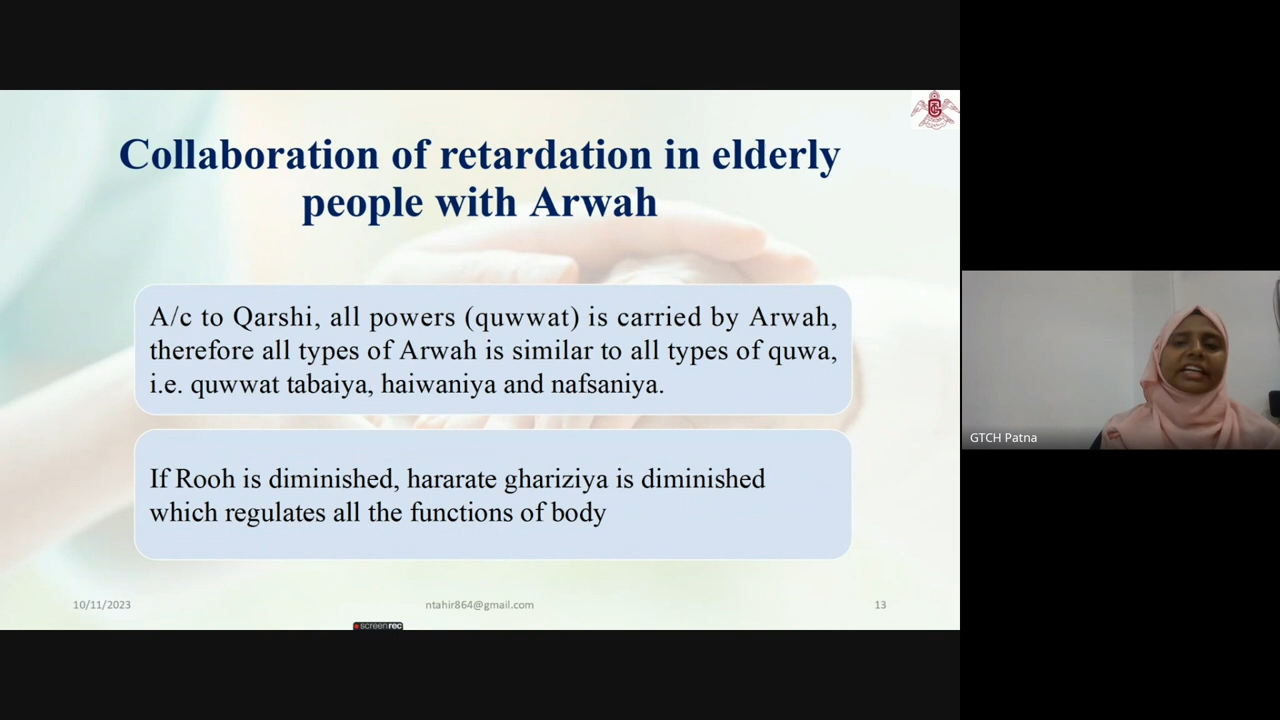 Collaboration of retardation in elderly
people with Arwah
A/c to Qarshi, all powers (quwwat) is carried by Arwah,
therefore all types of Arwah is similar to all types of quwa,
i.e. quwwat tabaiya, haiwaniya and nafsaniya.
If Rooh is diminished, hararate ghariziya is diminished
which regulates all the functions of body
10/11/2023
ntahir864@gmail.com
13
screenrec
GTCH Patna